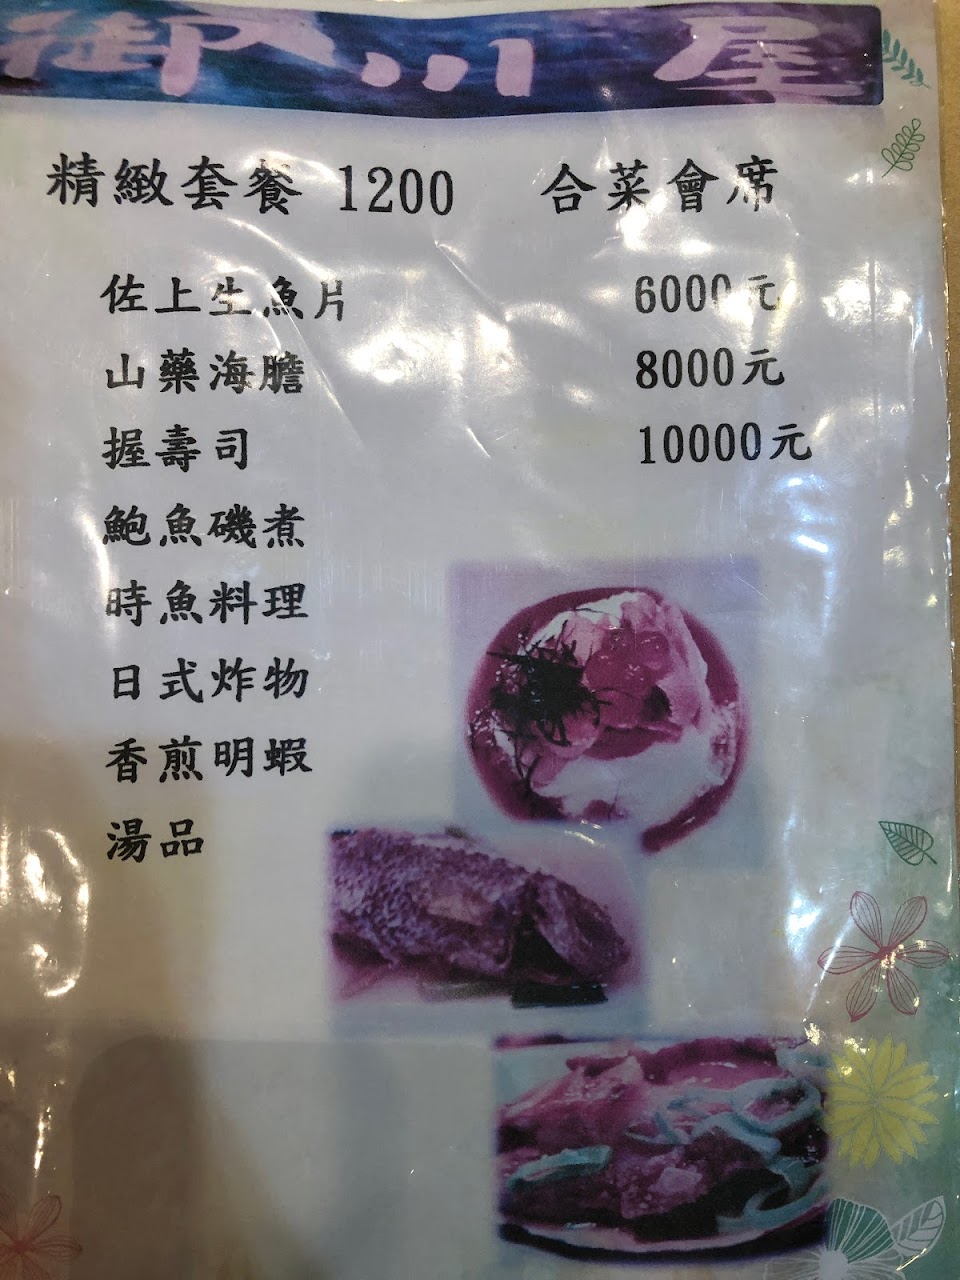 御川屋
精緻套餐 1200
佐上生魚片
山藥海膽
握壽司
鮑魚磯煮
時魚料理
日式炸物
香煎明蝦
湯品
合菜會席
6000元
8000元
10000元